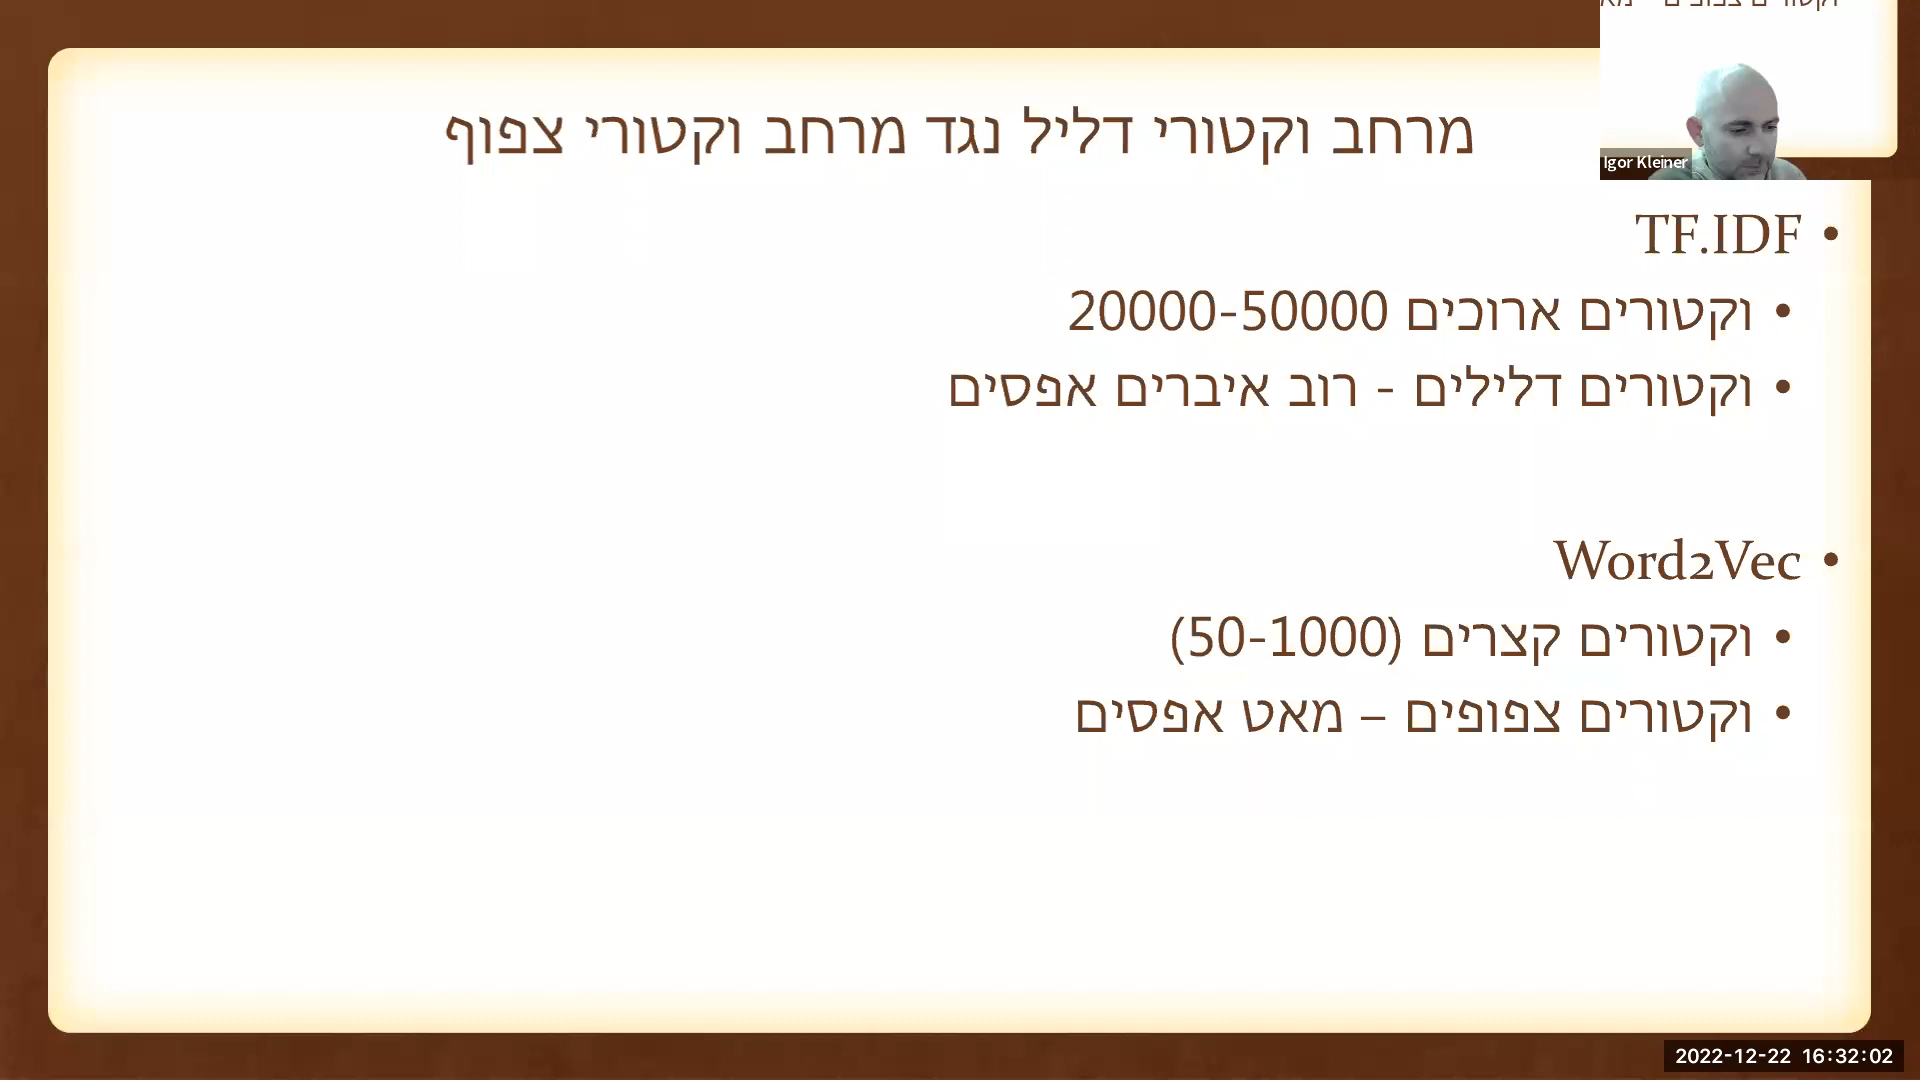 מרחב וקטורי דליל נגד מרחב וקטורי צפוף
Igor Kleiner
• TF.IDF
• וקטורים ארוכים 20000-50000
• וקטורים דלילים - רוב איברים אפסים
• Word2Vec
• וקטורים קצרים (50-1000)
• וקטורים צפופים – מאט אפסים
2022-12-22 16:32:02